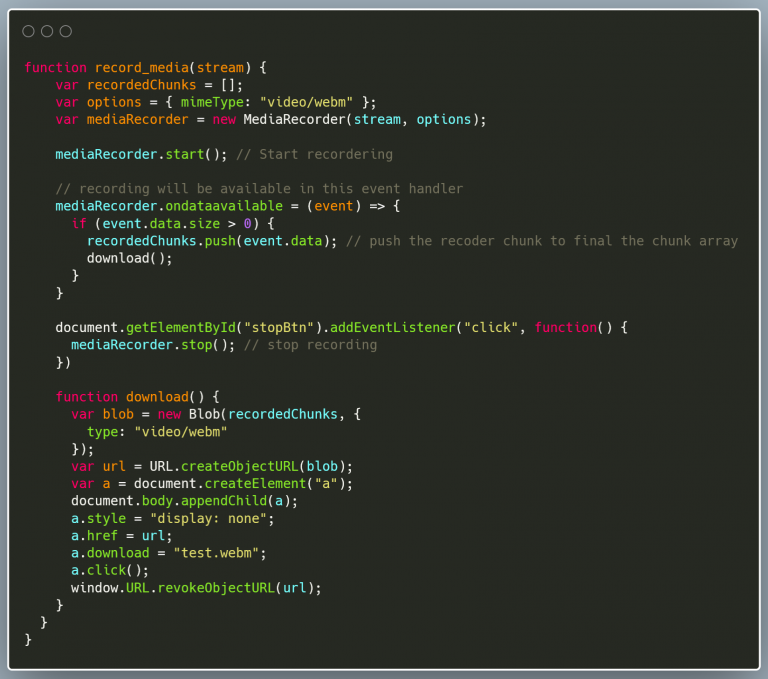 function record_media(stream) {
    var recordedChunks = [];
    var options = { mimeType: "video/webm" };
    var mediaRecorder = new MediaRecorder(stream, options);

    mediaRecorder.start(); // Start recordering

    // recording will be available in this event handler
    mediaRecorder.ondataavailable = (event) => {
      if (event.data.size > 0) {
        recordedChunks.push(event.data); // push the recoder chunk to final the chunk array
        download();
      }
    }

    document.getElementById("stopBtn").addEventListener("click", function() {
      mediaRecorder.stop(); // stop recording
    })

    function download() {
      var blob = new Blob(recordedChunks, {
        type: "video/webm"
      });
      var url = URL.createObjectURL(blob);
      var a = document.createElement("a");
      document.body.appendChild(a);
      a.style = "display: none";
      a.href = url;
      a.download = "test.webm";
      a.click();
      window.URL.revokeObjectURL(url);
    }
  }
}